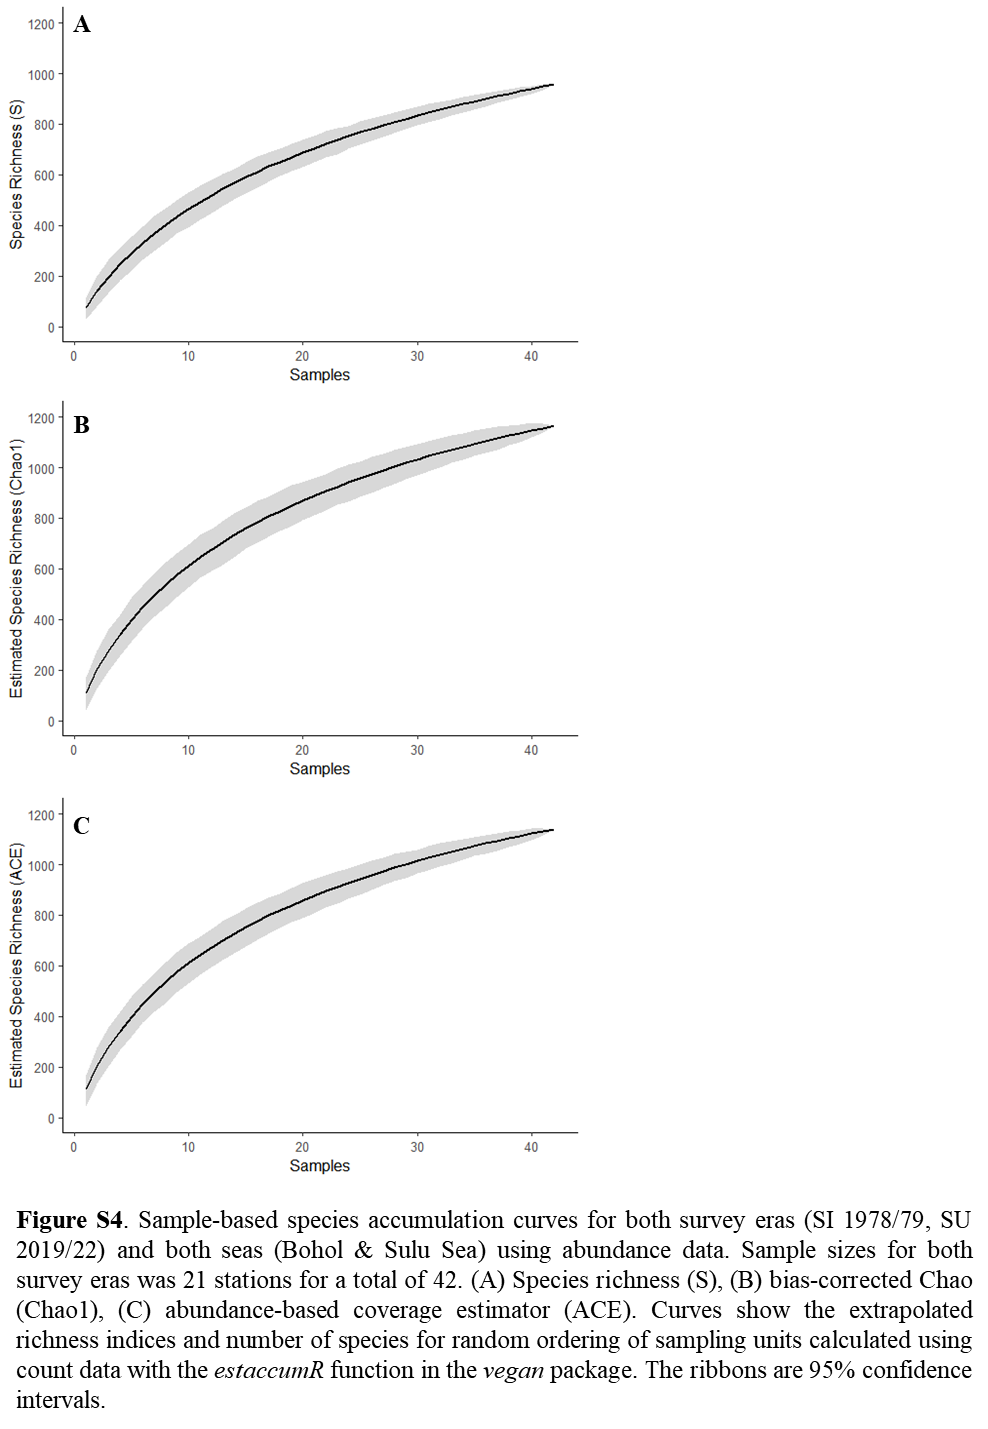 A
Species Richness (S)
1200
1000
800
600
400
200
0
0 10 20 30 40
Samples
B
Estimated Species Richness (Chao1)
1200
1000
800
600
400
200
0
0 10 20 30 40
Samples
C
Estimated Species Richness (ACE)
1200
1000
800
600
400
200
0
0 10 20 30 40
Samples
Figure S4. Sample-based species accumulation curves for both survey eras (SI 1978/79, SU
2019/22) and both seas (Bohol & Sulu Sea) using abundance data. Sample sizes for both
survey eras was 21 stations for a total of 42. (A) Species richness (S), (B) bias-corrected Chao
(Chao1), (C) abundance-based coverage estimator (ACE). Curves show the extrapolated
richness indices and number of species for random ordering of sampling units calculated using
count data with the estaccumR function in the vegan package. The ribbons are 95% confidence
intervals.